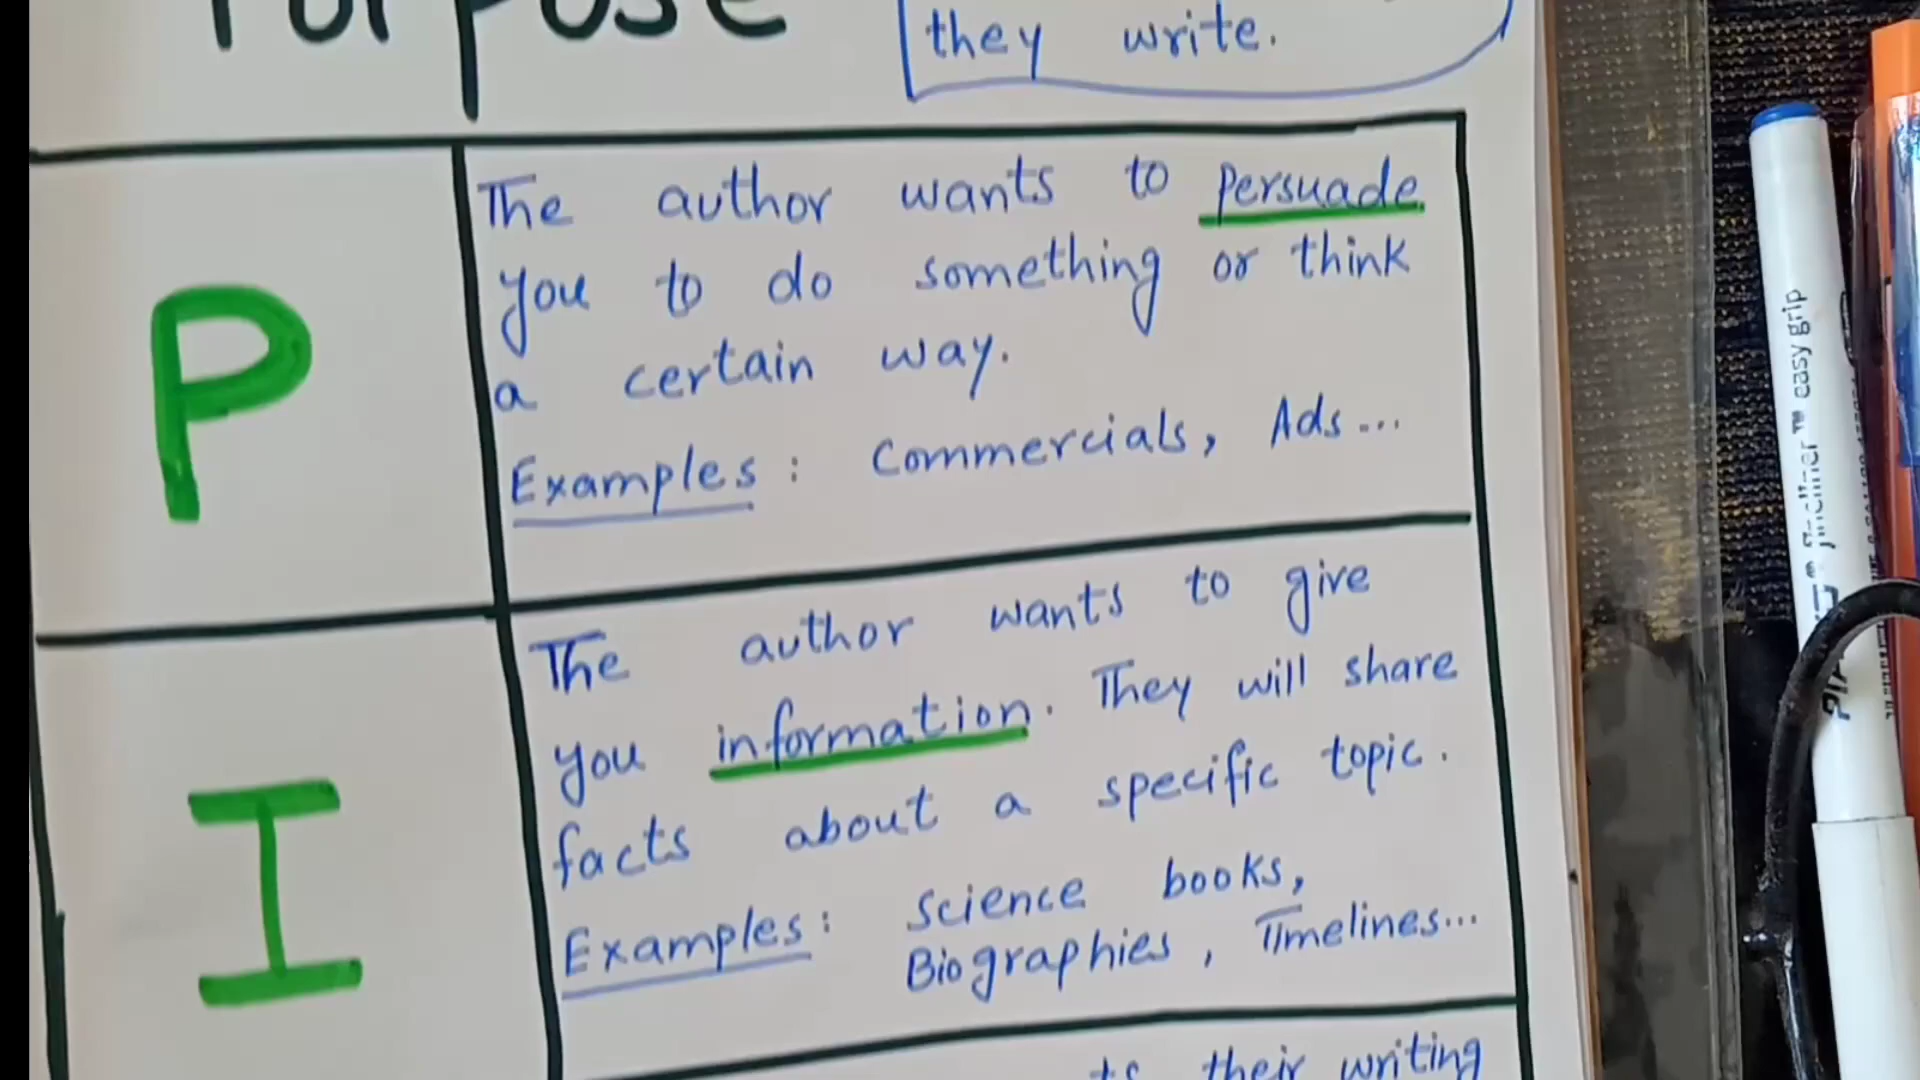 Purpose
they write.
P
The author wants to persuade
you to do something or think
a certain way.
Examples: Commercials, Ads...
I
The author wants to give
you information. They will share
facts about a specific topic.
Examples: Science books,
Biographies, Timelines...
their writing
fineliner™ easy grip